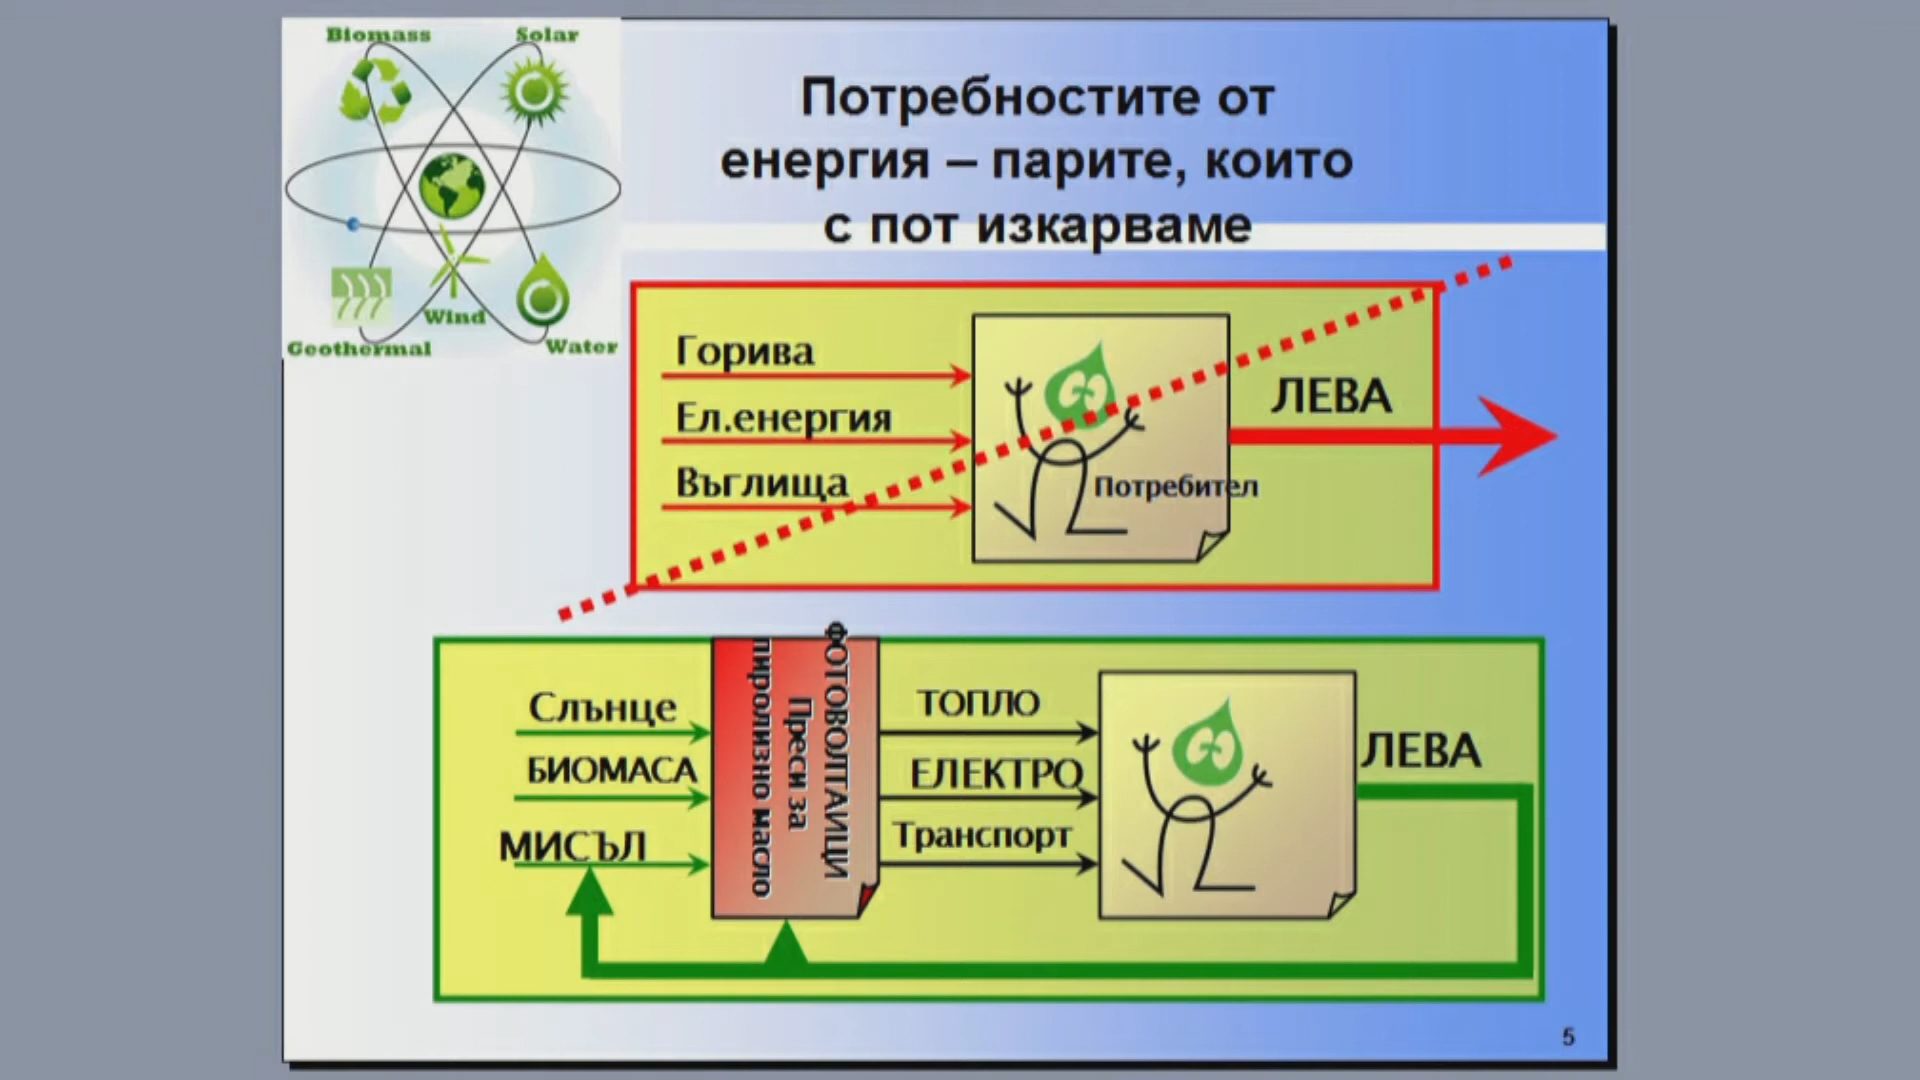 Biomass
Solar
Wind
Geothermal
Water
Потребностите от
енергия – парите, които
с пот изкарваме
Горива
Ел.енергия
Въглища
Потребител
ЛЕВА
Слънце
БИОМАСА
МИСЪЛ
ФОТОВОЛТАИЦИ
Преси за
пиролизно масло
ТОПЛО
ЕЛЕКТРО
Транспорт
ЛЕВА
5